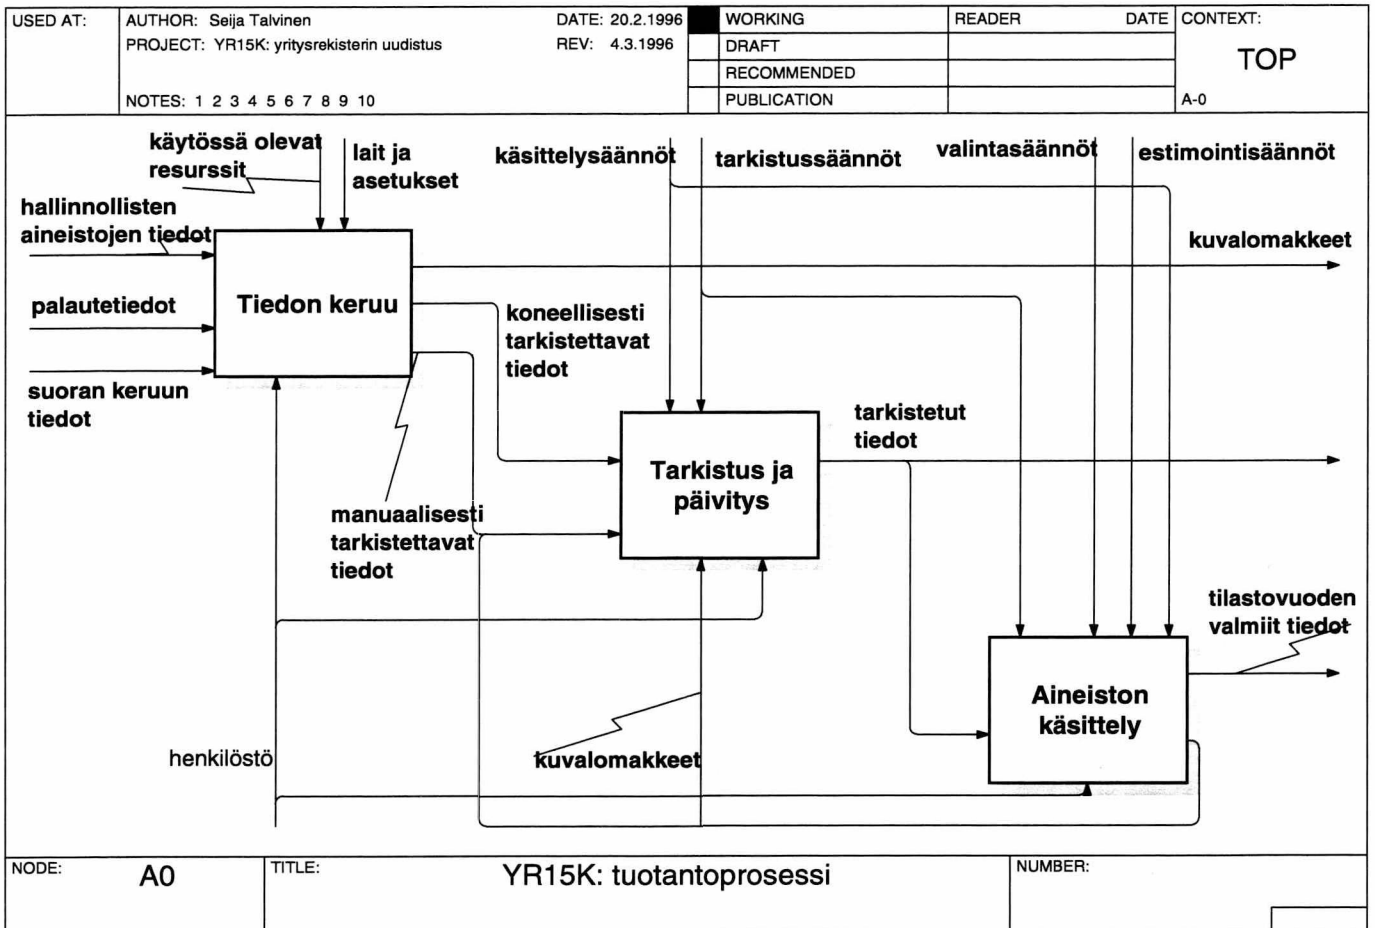 USED AT:
AUTHOR: Seija Talvinen
DATE: 20.2.1996
PROJECT: YR15K: yritysrekisterin uudistus
REV: 4.3.1996
NOTES: 1 2 3 4 5 6 7 8 9 10
WORKING
DRAFT
RECOMMENDED
PUBLICATION
READER
DATE
CONTEXT:
TOP
A-0
käytössä olevat
resurssit
lait ja
asetukset
käsittelysäännöt
tarkistussäännöt
valintasäännöt
estimointisäännöt
hallinnollisten
aineistojen tiedot
kuvalomakkeet
palautetiedot
Tiedon keruu
koneellisesti
tarkistettavat
tiedot
suoran keruun
tiedot
tarkistetut
tiedot
Tarkistus ja
päivitys
manuaalisesti
tarkistettavat
tiedot
tilastovuoden
valmiit tiedot
Aineiston
käsittely
henkilöstö
kuvalomakkeet
NODE:
A0
TITLE:
YR15K: tuotantoprosessi
NUMBER: